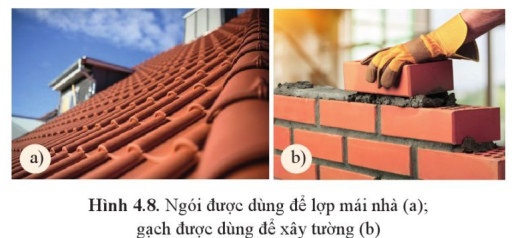 a)
b)
Hình 4.8. Ngói được dùng để lợp mái nhà (a);
gạch được dùng để xây tường (b)